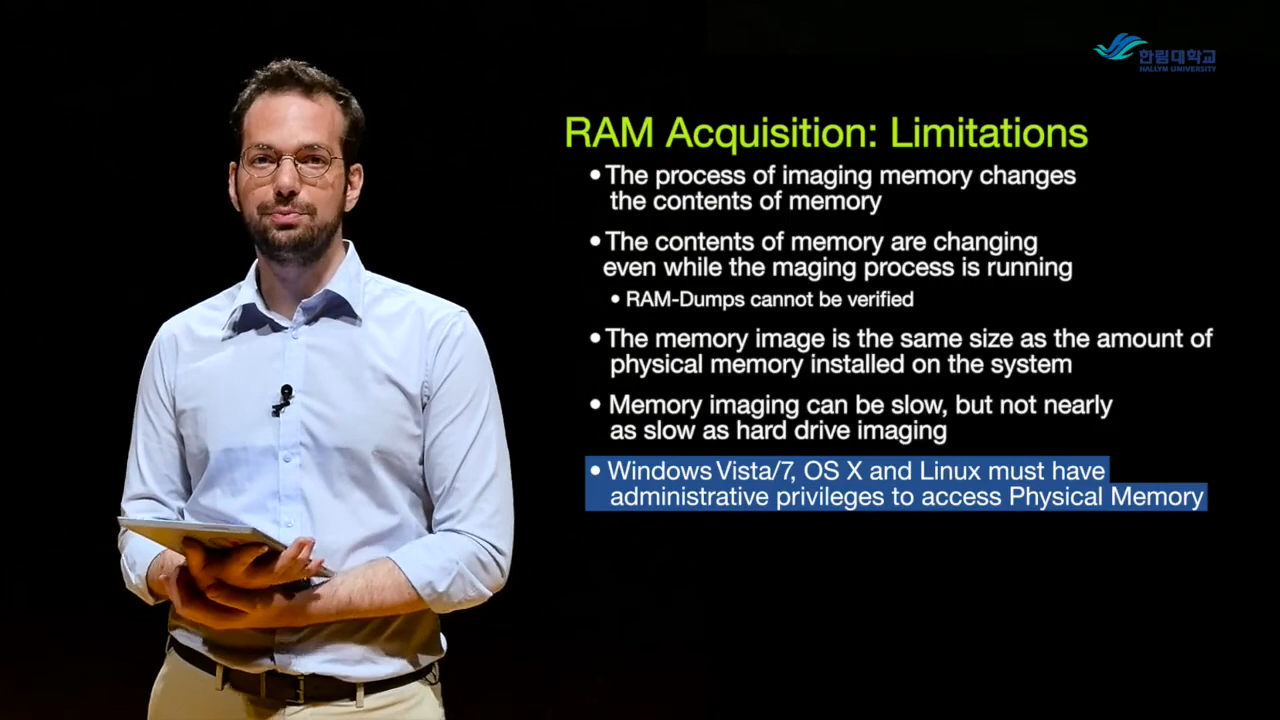 한림대학교
HALLYM UNIVERSITY
RAM Acquisition: Limitations
• The process of imaging memory changes
the contents of memory
• The contents of memory are changing
even while the maging process is running
• RAM-Dumps cannot be verified
• The memory image is the same size as the amount of
physical memory installed on the system
• Memory imaging can be slow, but not nearly
as slow as hard drive imaging
• Windows Vista/7, OS X and Linux must have
administrative privileges to access Physical Memory